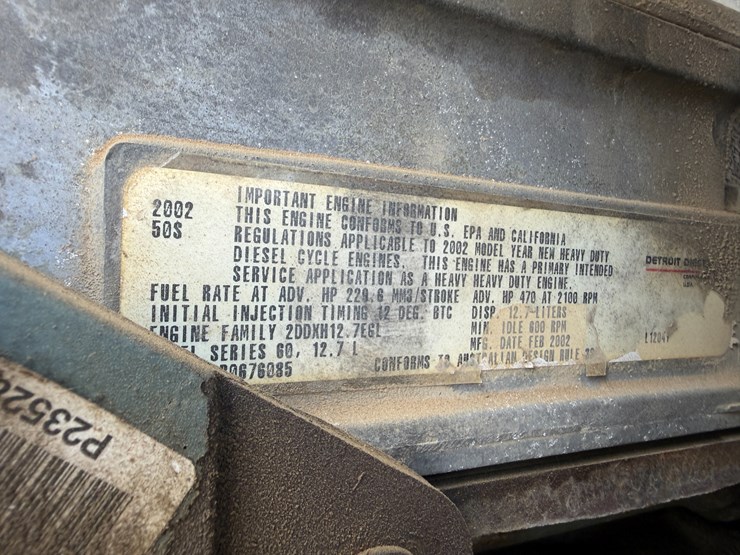 2002
50S
IMPORTANT ENGINE INFORMATION
THIS ENGINE CONFORMS TO U.S. EPA AND CALIFORNIA
REGULATIONS APPLICABLE TO 2002 MODEL YEAR NEW HEAVY DUTY
DIESEL CYCLE ENGINES. THIS ENGINE HAS A PRIMARY INTENDED
SERVICE APPLICATION AS A HEAVY HEAVY DUTY ENGINE.
FUEL RATE AT ADV. HP 229.6 MM3/STROKE ADV. HP 470 AT 2100 RPM
INITIAL INJECTION TIMING 12 DEG. BTC DISP. 12.7-LITERS
ENGINE FAMILY 2DDXH12.7EGL MIN. IDLE 600 RPM
SERIES 60, 12.7 L MFG. DATE FEB 2002
0676085 CONFORMS TO AUSTRALIAN DESIGN RULE
DETROIT
P2352